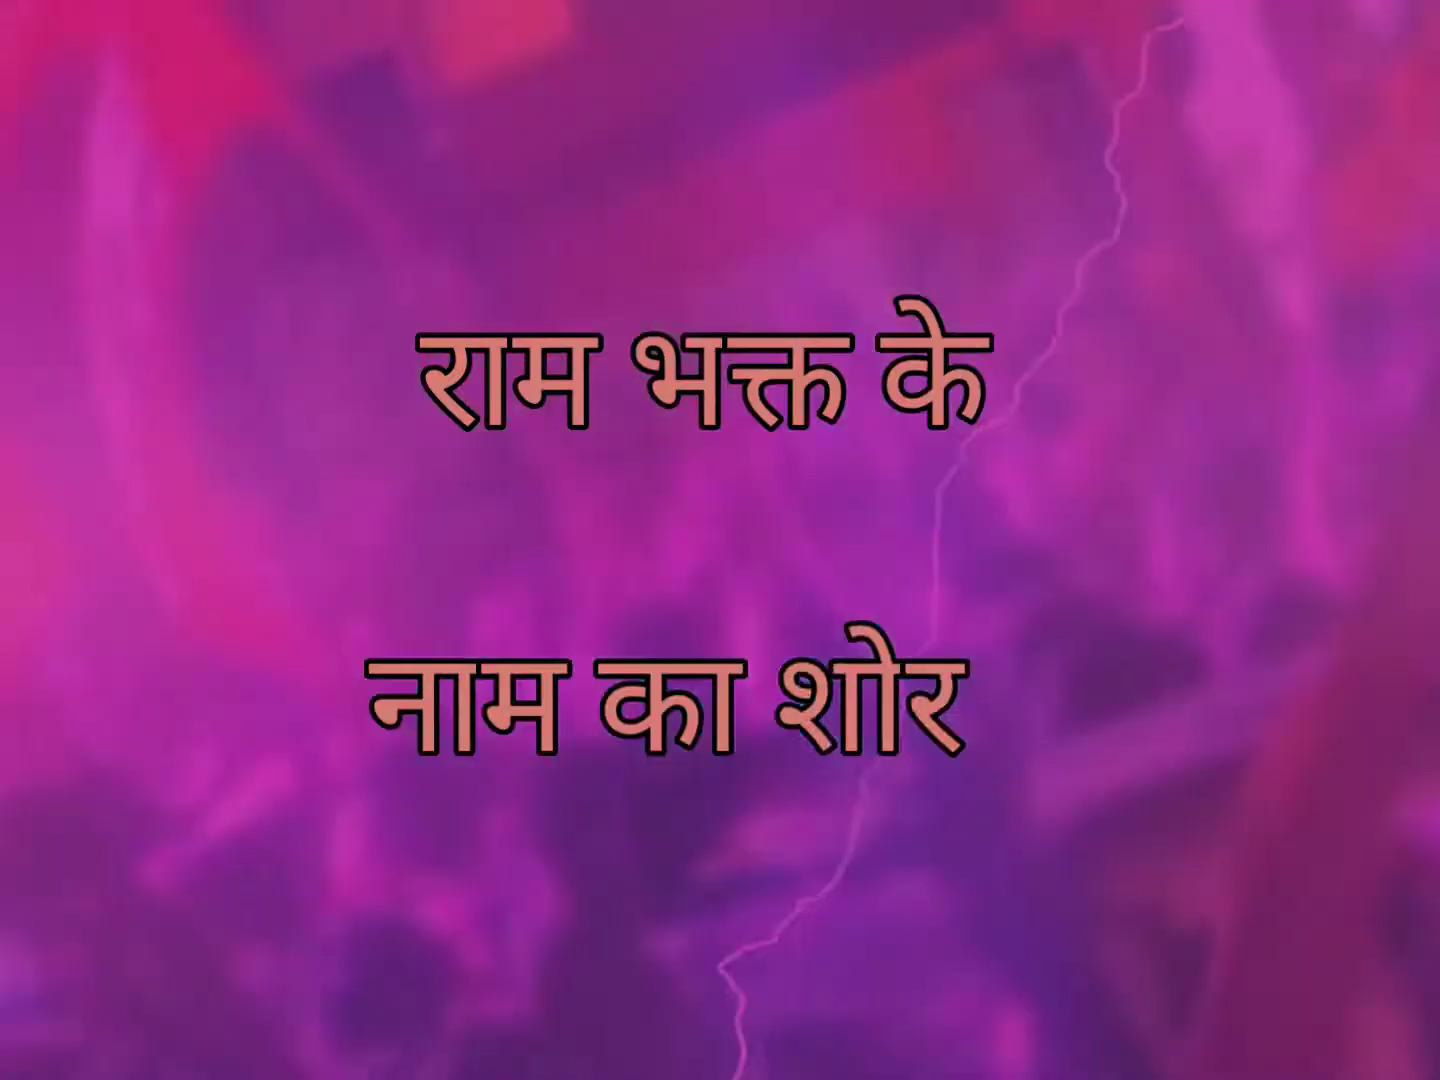 राम भक्त के
नाम का शोर